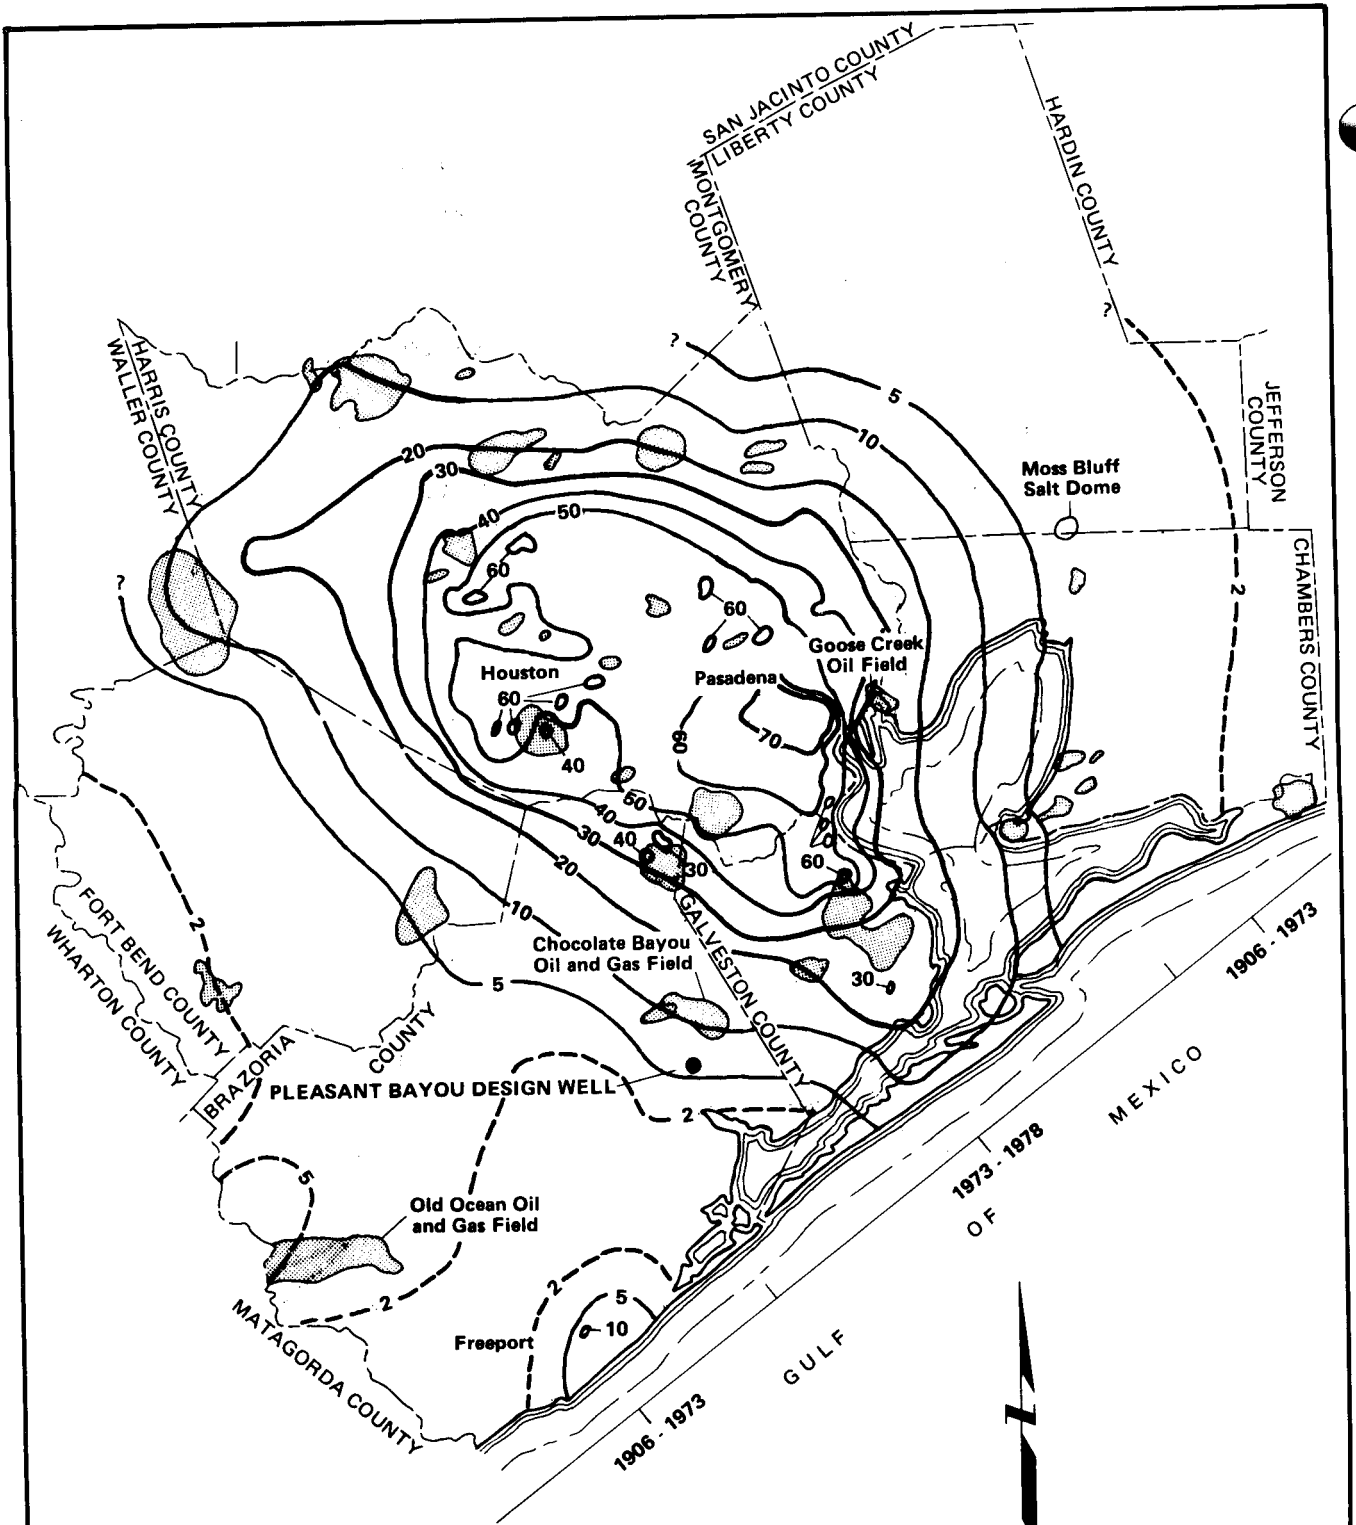 SAN JACINTO COUNTY
LIBERTY COUNTY
MONTGOMERY
COUNTY
HARDIN COUNTY
?
?
5
HARRIS COUNTY
WALLER COUNTY
JEFFERSON
COUNTY
10
20
30
Moss Bluff
Salt Dome
40
50
60
?
CHAMBERS COUNTY
2
60
Goose Creek
Oil Field
Houston
Pasadena
60
60
70
40
50
40
30
40
20
60
30
FORT BEND COUNTY
WHARTON COUNTY
2
10
GALVESTON COUNTY
Chocolate Bayou
Oil and Gas Field
30
5
1906 - 1973
BRAZORIA
COUNTY
PLEASANT BAYOU DESIGN WELL
2
MEXICO
1973 - 1978
OF
5
Old Ocean Oil
and Gas Field
2
2
5
10
Freeport
MATAGORDA COUNTY
GULF
1906 - 1973